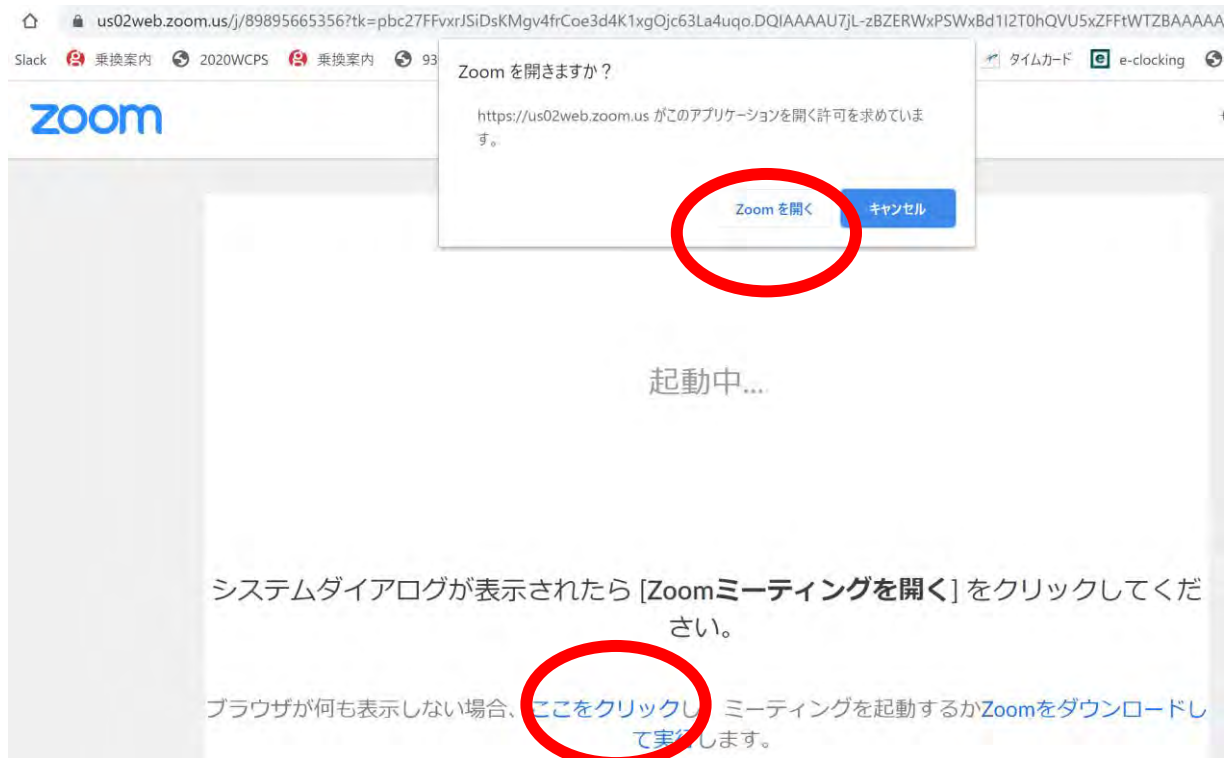 us02web.zoom.us/j/89895665356?tk=pbc27FFvxrJSiDsKMgv4frCoe3d4K1xgOjc63La4uqo.DQIAAAAU7jL-zBZERWxPSWxBd1I2T0hQVU5xZFFtWTZBAAAAA
Slack 乗換案内 2020WCPS 乗換案内 93 タイムカード e-clocking
Zoom を開きますか？
https://us02web.zoom.us がこのアプリケーションを開く許可を求めていま
す。
Zoom を開く キャンセル
zoom
起動中...
システムダイアログが表示されたら [Zoomミーティングを開く] をクリックしてくだ
さい。
ブラウザが何も表示しない場合、ここをクリックし、ミーティングを起動するかZoomをダウンロードし
て実行します。